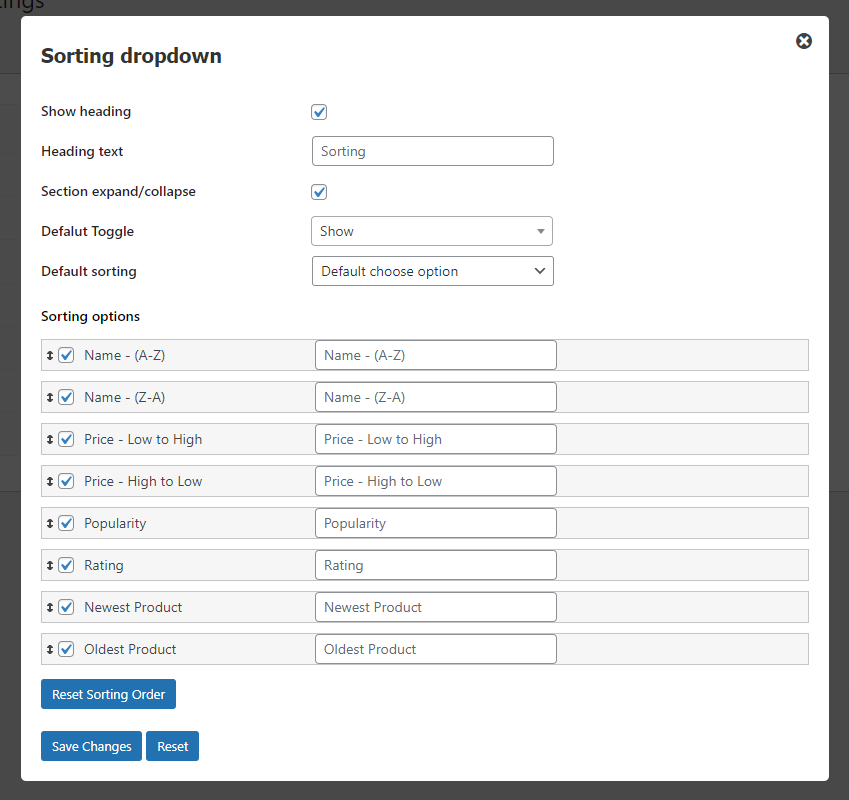 Sorting dropdown
Show heading
Heading text Sorting
Section expand/collapse
Defalut Toggle Show
Default sorting Default choose option
Sorting options
Name - (A-Z) Name - (A-Z)
Name - (Z-A) Name - (Z-A)
Price - Low to High Price - Low to High
Price - High to Low Price - High to Low
Popularity Popularity
Rating Rating
Newest Product Newest Product
Oldest Product Oldest Product
Reset Sorting Order
Save Changes Reset